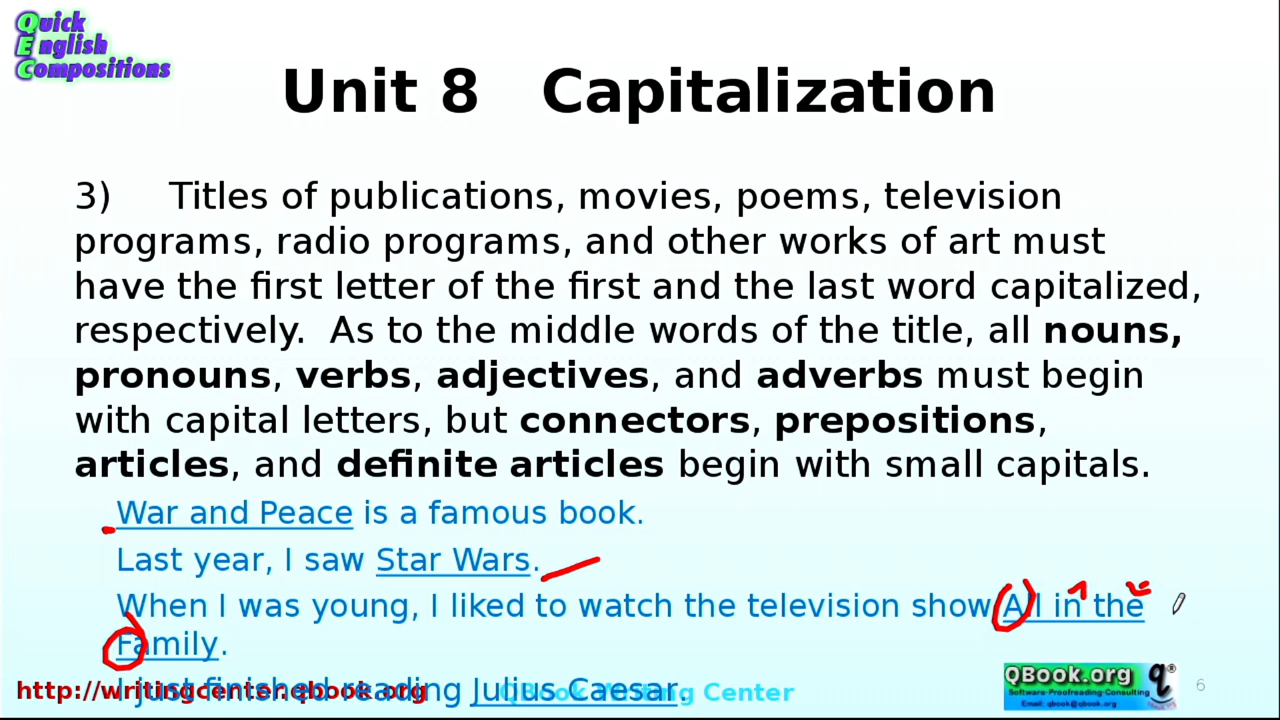 Quick
English
Compositions
Unit 8 Capitalization
3) Titles of publications, movies, poems, television
programs, radio programs, and other works of art must
have the first letter of the first and the last word capitalized,
respectively. As to the middle words of the title, all nouns,
pronouns, verbs, adjectives, and adverbs must begin
with capital letters, but connectors, prepositions,
articles, and definite articles begin with small capitals.
War and Peace is a famous book.
Last year, I saw Star Wars.
When I was young, I liked to watch the television show All in the
Family.
I just finished reading Julius Caesar.
http://writingcenter.qbook.org
QBook Writing Center
QBook.org q®
Software-Proofreading-Consulting
Email: qbook@qbook.org
6